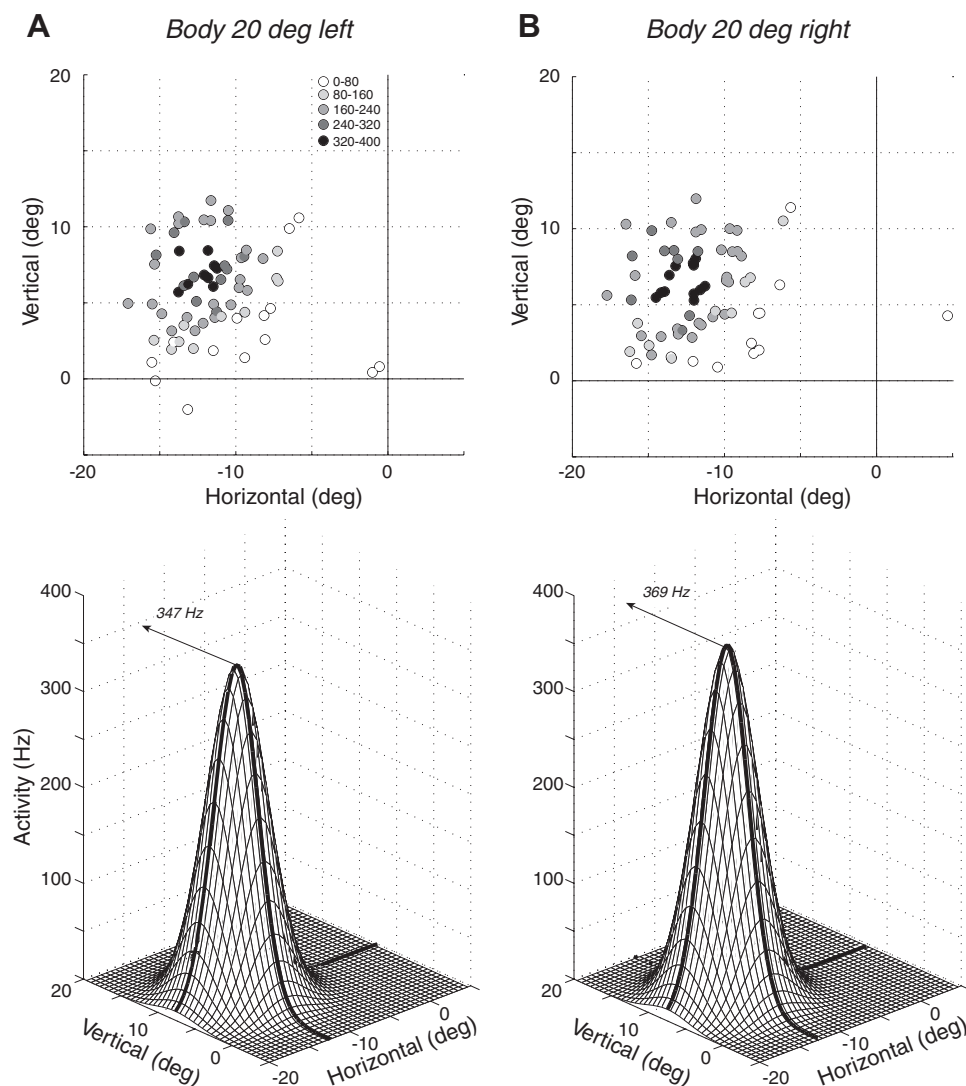 A
Body 20 deg left
B
Body 20 deg right
20
10
0
Vertical (deg)
0-80
80-160
160-240
240-320
320-400
-20
-10
0
Horizontal (deg)
20
10
0
Vertical (deg)
-20
-10
0
Horizontal (deg)
400
300
200
100
Activity (Hz)
347 Hz
20
10
0
-20
Vertical (deg)
-10
0
Horizontal (deg)
400
300
200
100
369 Hz
20
10
0
-20
Vertical (deg)
-10
0
Horizontal (deg)